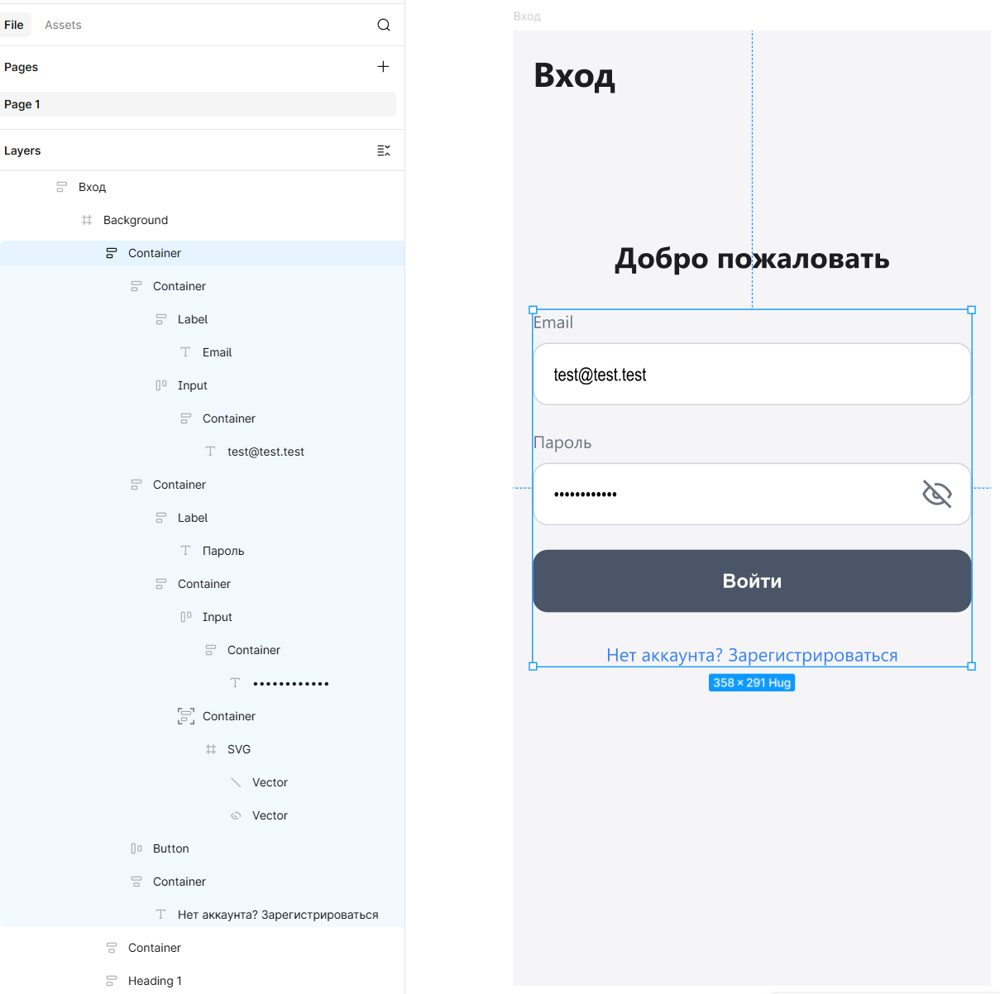 File
Assets
Pages
Page 1
Layers
Вход
Background
Container
Container
Label
Email
Input
Container
test@test.test
Container
Label
Пароль
Container
Input
Container
••••••••••••
Container
SVG
Vector
Vector
Button
Container
Нет аккаунта? Зарегистрироваться
Container
Heading 1
Вход
Вход
Добро пожаловать
Email
test@test.test
Пароль
••••••••••••
Войти
Нет аккаунта? Зарегистрироваться
358 × 291 Hug